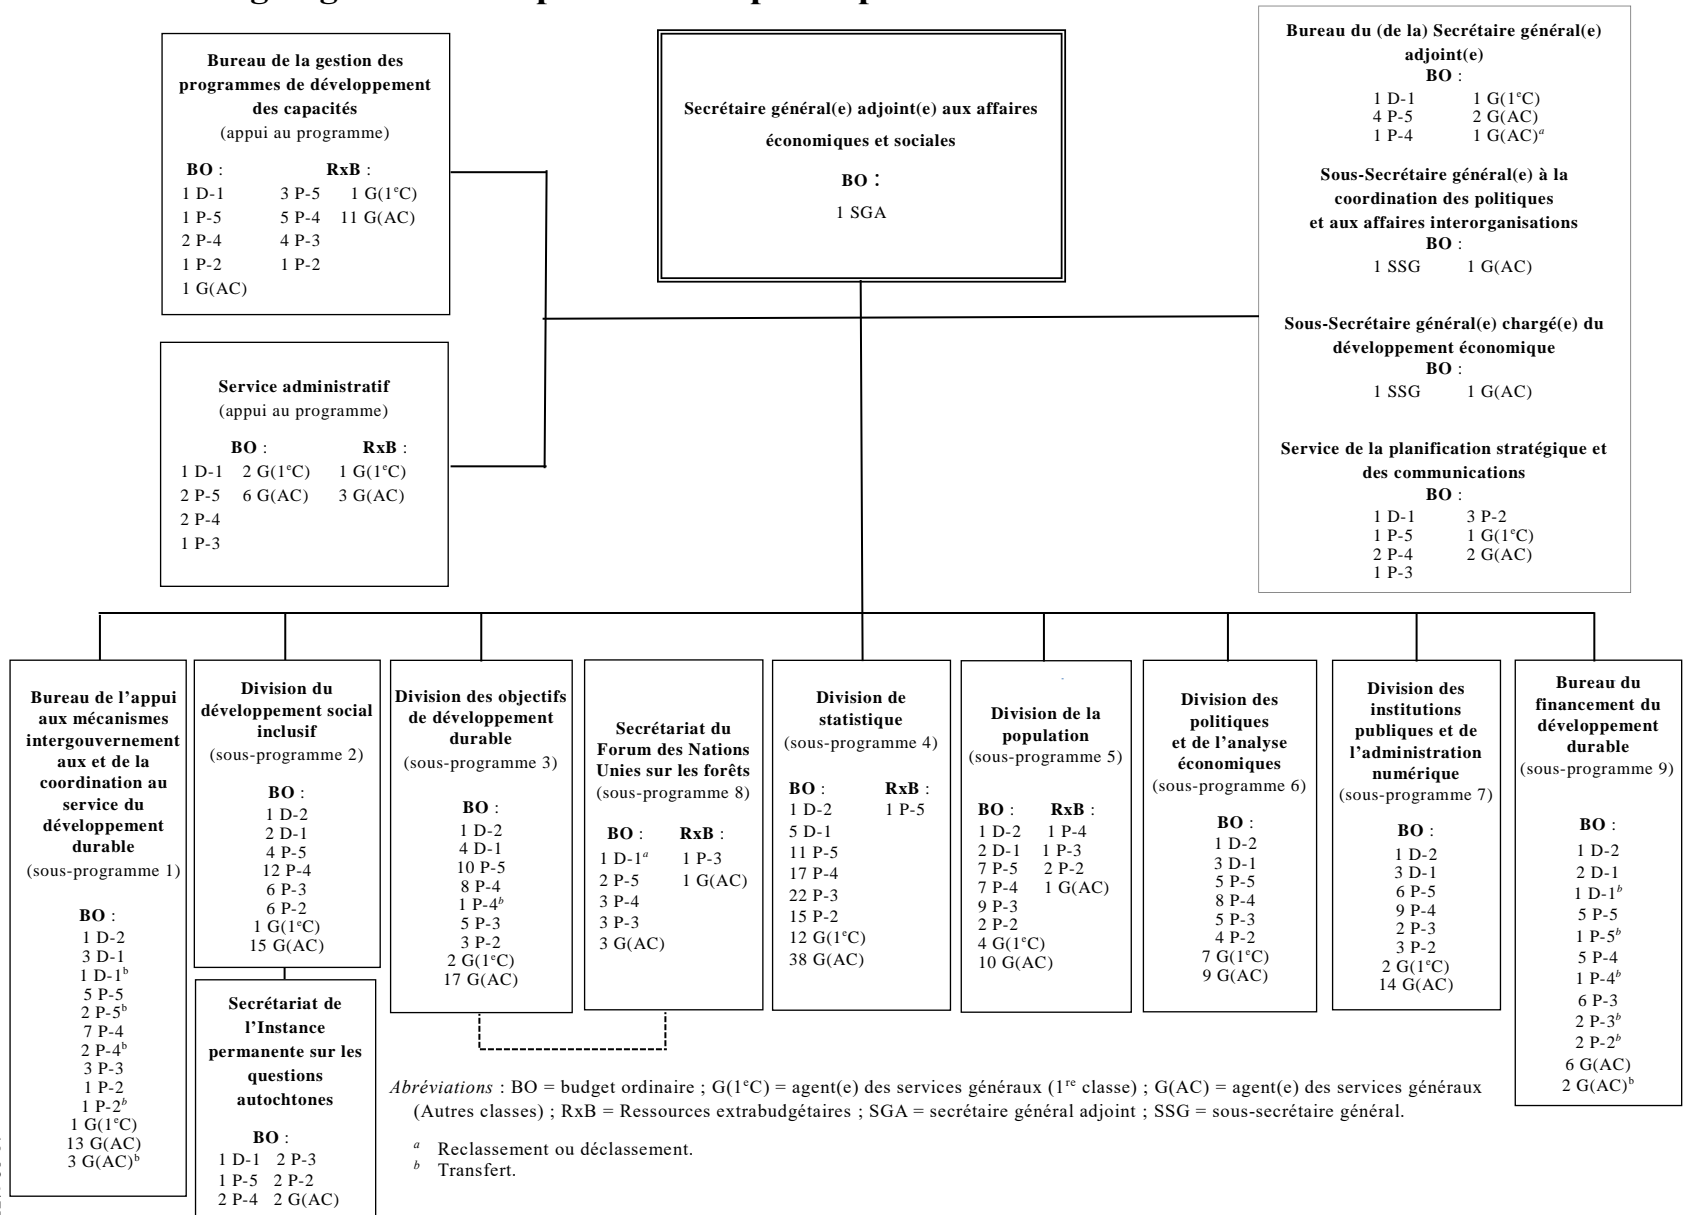 Bureau de la gestion des
programmes de développement
des capacités
(appui au programme)
BO : RxB :
1 D-1 3 P-5 1 G(1ᵉC)
1 P-5 5 P-4 11 G(AC)
2 P-4 4 P-3
1 P-2 1 P-2
1 G(AC)
Service administratif
(appui au programme)
BO : RxB :
1 D-1 2 G(1ᵉC) 1 G(1ᵉC)
2 P-5 6 G(AC) 3 G(AC)
2 P-4
1 P-3
Secrétaire général(e) adjoint(e) aux affaires
économiques et sociales
BO :
1 SGA
Bureau du (de la) Secrétaire général(e)
adjoint(e)
BO :
1 D-1 1 G(1ᵉC)
4 P-5 2 G(AC)
1 P-4 1 G(AC)ᵃ
Sous-Secrétaire général(e) à la
coordination des politiques
et aux affaires interorganisations
BO :
1 SSG 1 G(AC)
Sous-Secrétaire général(e) chargé(e) du
développement économique
BO :
1 SSG 1 G(AC)
Service de la planification stratégique et
des communications
BO :
1 D-1 3 P-2
1 P-5 1 G(1ᵉC)
2 P-4 2 G(AC)
1 P-3
Bureau de l’appui
aux mécanismes
intergouvernement
aux et de la
coordination au
service du
développement
durable
(sous-programme 1)
BO :
1 D-2
3 D-1
1 D-1ᵇ
5 P-5
2 P-5ᵇ
7 P-4
2 P-4ᵇ
3 P-3
1 P-2
1 P-2ᵇ
1 G(1ᵉC)
13 G(AC)
3 G(AC)ᵇ
Division du
développement social
inclusif
(sous-programme 2)
BO :
1 D-2
2 D-1
4 P-5
12 P-4
6 P-3
6 P-2
1 G(1ᵉC)
15 G(AC)
Secrétariat de
l’Instance
permanente sur les
questions
autochtones
BO :
1 D-1 2 P-3
1 P-5 2 P-2
2 P-4 2 G(AC)
Division des objectifs
de développement
durable
(sous-programme 3)
BO :
1 D-2
4 D-1
10 P-5
8 P-4
1 P-4ᵇ
5 P-3
3 P-2
2 G(1ᵉC)
17 G(AC)
Secrétariat du
Forum des Nations
Unies sur les forêts
(sous-programme 8)
BO : RxB :
1 D-1ᵃ 1 P-3
2 P-5 1 G(AC)
3 P-4
3 P-3
3 G(AC)
Division de
statistique
(sous-programme 4)
BO : RxB :
1 D-2 1 P-5
5 D-1
11 P-5
17 P-4
22 P-3
15 P-2
12 G(1ᵉC)
38 G(AC)
Division de la
population
(sous-programme 5)
BO : RxB :
1 D-2 1 P-4
2 D-1 1 P-3
7 P-5 2 P-2
7 P-4 1 G(AC)
9 P-3
2 P-2
4 G(1ᵉC)
10 G(AC)
Division des
politiques
et de l’analyse
économiques
(sous-programme 6)
BO :
1 D-2
3 D-1
5 P-5
8 P-4
5 P-3
4 P-2
7 G(1ᵉC)
9 G(AC)
Division des
institutions
publiques et de
l’administration
numérique
(sous-programme 7)
BO :
1 D-2
3 D-1
6 P-5
9 P-4
2 P-3
3 P-2
2 G(1ᵉC)
14 G(AC)
Bureau du
financement du
développement
durable
(sous-programme 9)
BO :
1 D-2
2 D-1
1 D-1ᵇ
5 P-5
1 P-5ᵇ
5 P-4
1 P-4ᵇ
6 P-3
2 P-3ᵇ
2 P-2ᵇ
6 G(AC)
2 G(AC)ᵇ
Abréviations : BO = budget ordinaire ; G(1ᵉC) = agent(e) des services généraux (1ʳᵉ classe) ; G(AC) = agent(e) des services généraux
(Autres classes) ; RxB = Ressources extrabudgétaires ; SGA = secrétaire général adjoint ; SSG = sous-secrétaire général.
ᵃ Reclassement ou déclassement.
ᵇ Transfert.